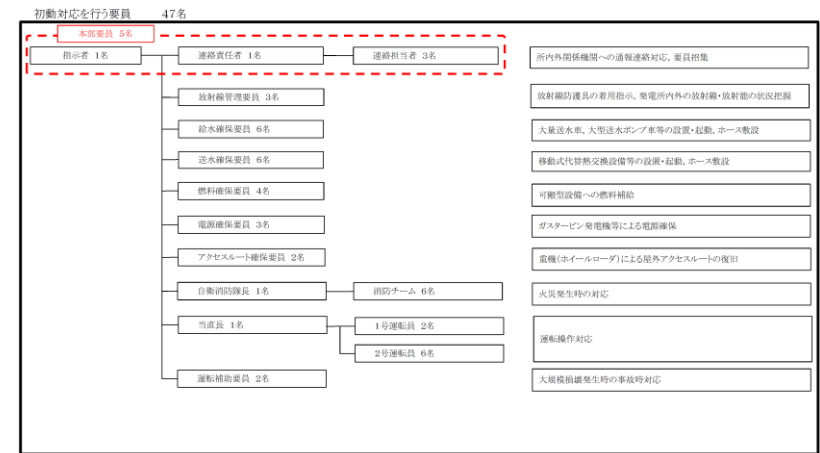 初動対応を行う要員 47名
本部要員 5名
指示者 1名 連絡責任者 1名 連絡担当者 3名 所内外関係機関への通報連絡対応, 要員招集
放射線管理要員 3名 放射線防護具の着用指示, 発電所内外の放射線・放射能の状況把握
給水確保要員 6名 大量送水車, 大型送水ポンプ車等の設置・起動, ホース敷設
送水確保要員 6名 移動式代替熱交換設備等の設置・起動, ホース敷設
燃料確保要員 4名 可搬型設備への燃料補給
電源確保要員 3名 ガスタービン発電機等による電源確保
アクセスルート確保要員 2名 重機(ホイールローダ)による屋外アクセスルートの復旧
自衛消防隊長 1名 消防チーム 6名 火災発生時の対応
当直長 1名 1号運転員 2名 運転操作対応
2号運転員 6名
運転補助要員 2名 大規模損壊発生時の事故時対応